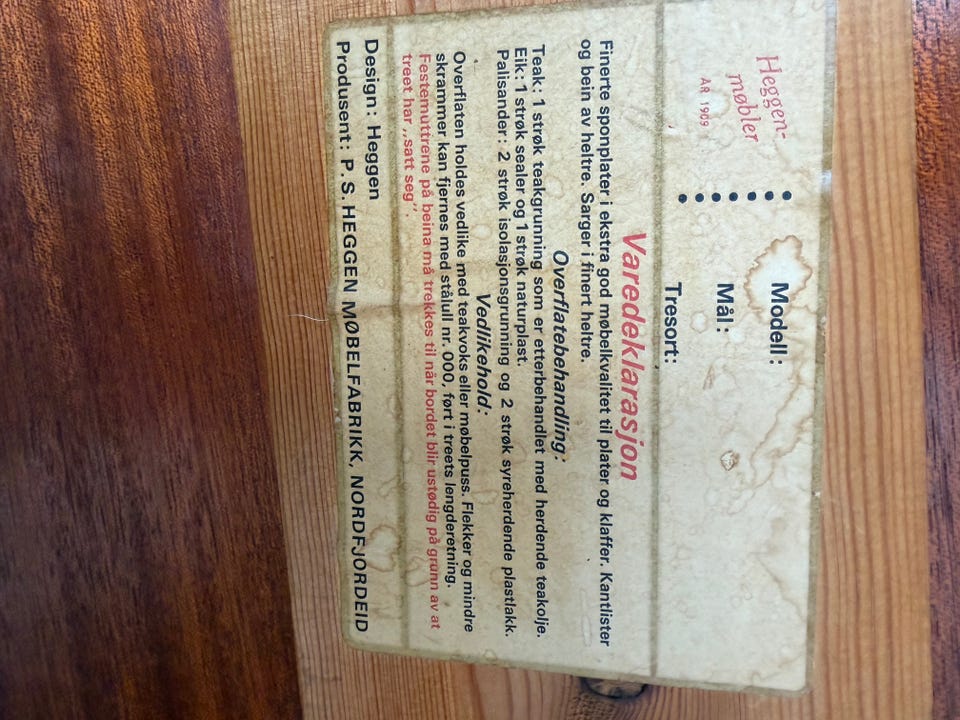 Heggen-
møbler
ÅR. 1909
Modell:
Mål:
Tresort:
Varedeklarasjon
Finerte sponplater i ekstra god møbelkvalitet til plater og klaffer. Kantlister
og bein av heltre. Sarger i finert heltre.
Overflatebehandling:
Teak: 1 strøk teakgrunning som er etterbehandlet med herdende teakolje.
Eik: 1 strøk sealer og 1 strøk naturplast.
Palisander: 2 strøk isolasjonsgrunning og 2 strøk syreherdende plastlakk.
Vedlikehold:
Overflaten holdes vedlike med teakvoks eller møbelpuss. Flekker og mindre
skrammer kan fjernes med stålull nr. 000, ført i treets lengderetning.
Festemuttrene på beina må trekkes til når bordet blir ustødig på grunn av at
treet har „satt seg".
Design: Heggen
Produsent: P. S. HEGGEN MØBELFABRIKK, NORDFJORDEID